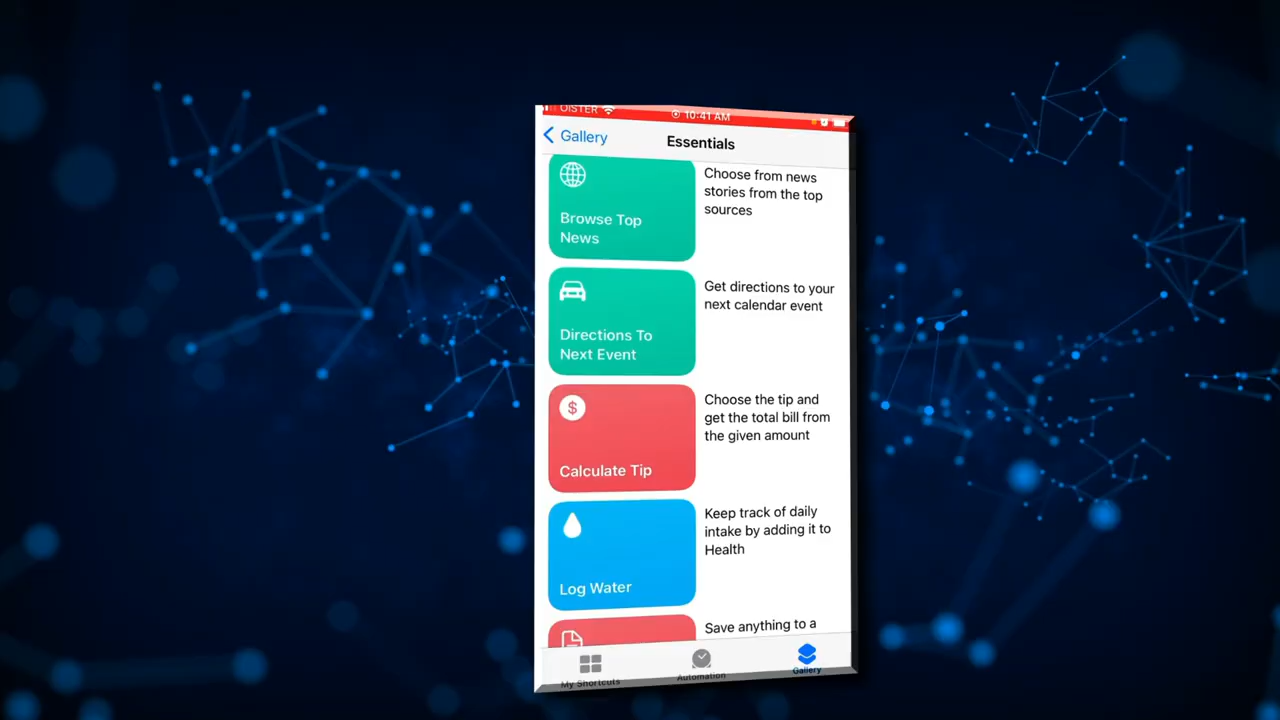 OISTER
10:41 AM
Gallery
Essentials
Browse Top
News
Choose from news
stories from the top
sources
Directions To
Next Event
Get directions to your
next calendar event
$
Calculate Tip
Choose the tip and
get the total bill from
the given amount
Log Water
Keep track of daily
intake by adding it to
Health
Save anything to a
My Shortcuts
Automation
Gallery